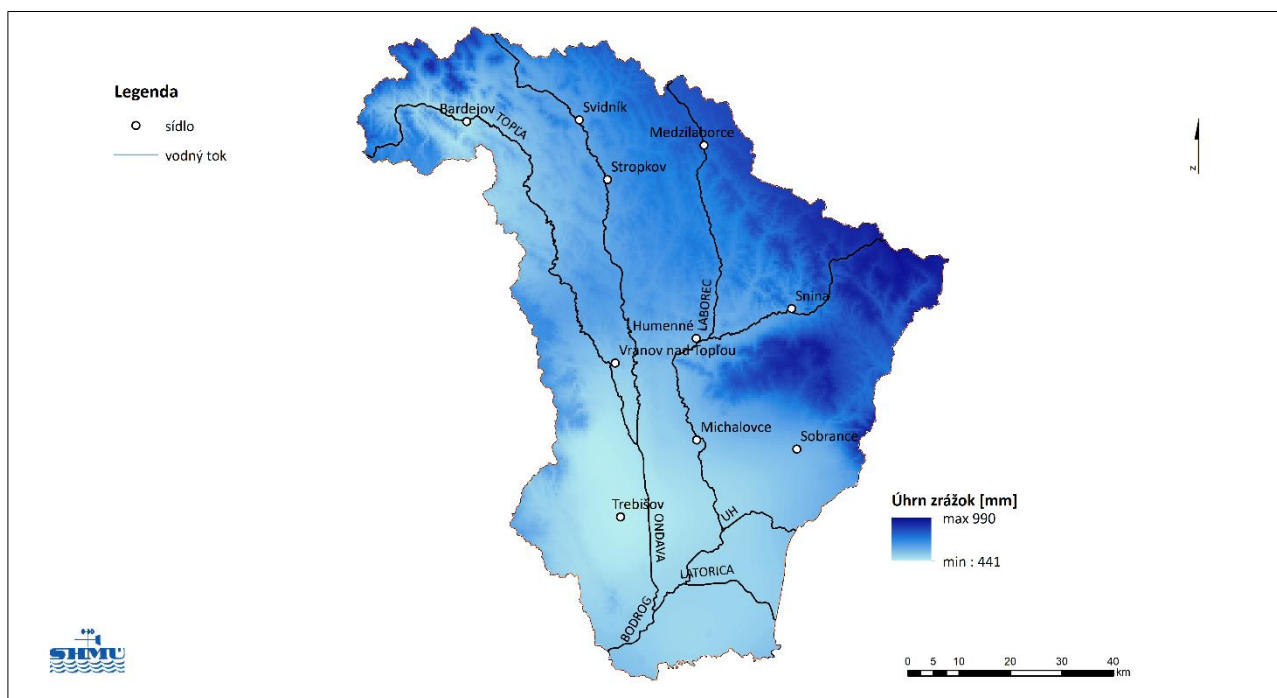 Legenda
sídlo
vodný tok
Bardejov
TOPĽA
Svidník
Medzilaborce
Stropkov
LABOREC
Snina
Humenné
Vranov nad Topľou
Michalovce
Sobrance
Trebišov
ONDAVA
UH
LATORICA
BODROG
N
Úhrn zrážok [mm]
max 990
min : 441
SHMÚ
0 5 10 20 30 40
km